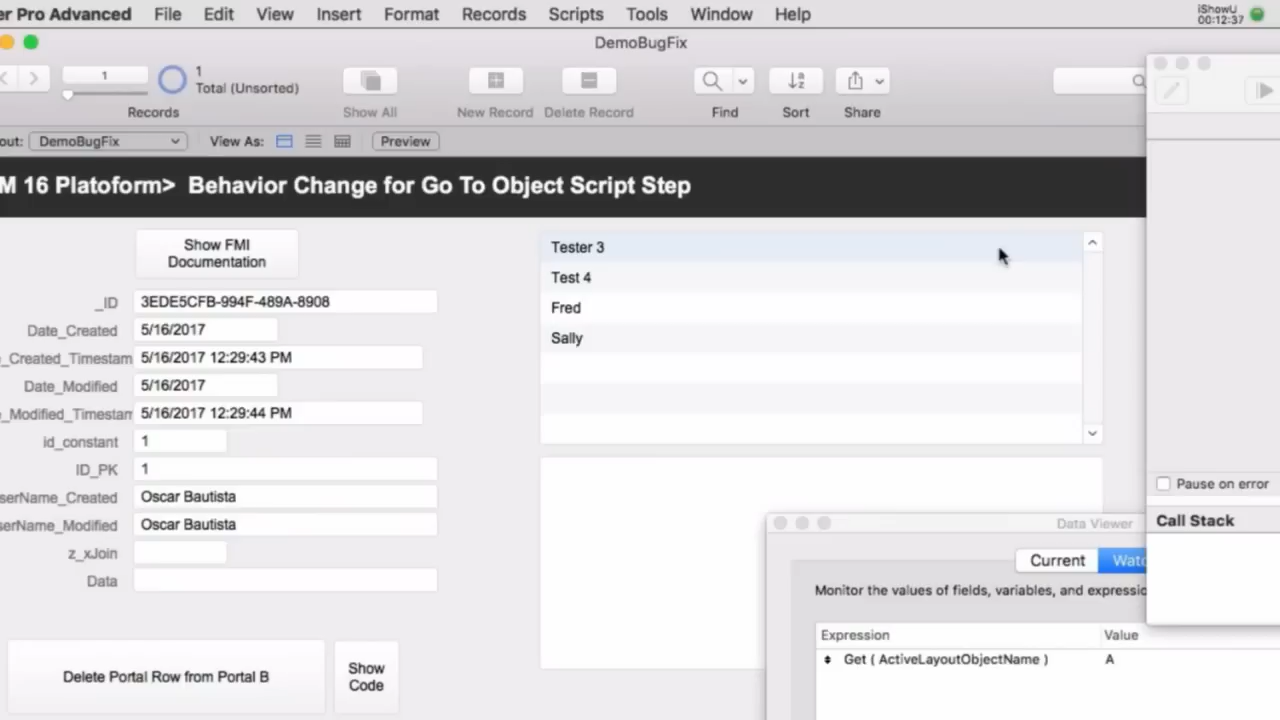 er Pro Advanced File Edit View Insert Format Records Scripts Tools Window Help
iShowU
00:12:37
DemoBugFix
1
1
Total (Unsorted)
Records
Show All
New Record
Delete Record
Find
Sort
Share
out: DemoBugFix View As: Preview
M 16 Platoform> Behavior Change for Go To Object Script Step
Show FMI
Documentation
_ID 3EDE5CFB-994F-489A-8908
Date_Created 5/16/2017
_Created_Timestam 5/16/2017 12:29:43 PM
Date_Modified 5/16/2017
_Modified_Timestan 5/16/2017 12:29:44 PM
id_constant 1
ID_PK 1
serName_Created Oscar Bautista
serName_Modified Oscar Bautista
z_xJoin
Data
Delete Portal Row from Portal B
Show
Code
Tester 3
Test 4
Fred
Sally
Pause on error
Call Stack
Data Viewer
Current Watc
Monitor the values of fields, variables, and expressio
Expression Value
Get ( ActiveLayoutObjectName ) A